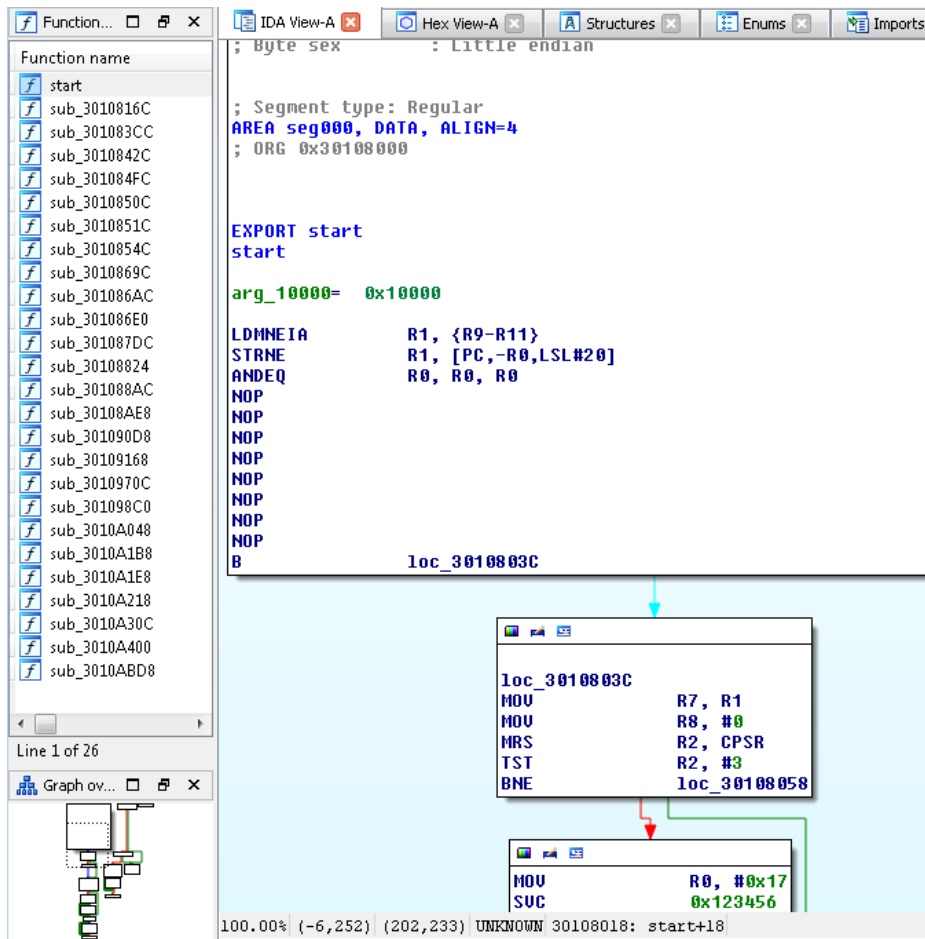 Function...
Function name
start
sub_3010816C
sub_301083CC
sub_3010842C
sub_301084FC
sub_3010850C
sub_3010851C
sub_3010854C
sub_3010869C
sub_301086AC
sub_301086E0
sub_301087DC
sub_30108824
sub_301088AC
sub_30108AE8
sub_301090D8
sub_30109168
sub_3010970C
sub_301098C0
sub_3010A048
sub_3010A1B8
sub_3010A1E8
sub_3010A218
sub_3010A30C
sub_3010A400
sub_3010ABD8
Line 1 of 26
Graph ov...
IDA View-A Hex View-A Structures Enums Imports
; Byte sex : Little endian
; Segment type: Regular
AREA seg000, DATA, ALIGN=4
; ORG 0x30108000
EXPORT start
start
arg_10000= 0x10000
LDMNEIA R1, {R9-R11}
STRNE R1, [PC,-R0,LSL#20]
ANDEQ R0, R0, R0
NOP
NOP
NOP
NOP
NOP
NOP
NOP
NOP
B loc_3010803C
loc_3010803C
MOV R7, R1
MOV R8, #0
MRS R2, CPSR
TST R2, #3
BNE loc_30108058
MOV R0, #0x17
SVC 0x123456
100.00% (-6,252) (202,233) UNKNOWN 30108018: start+18